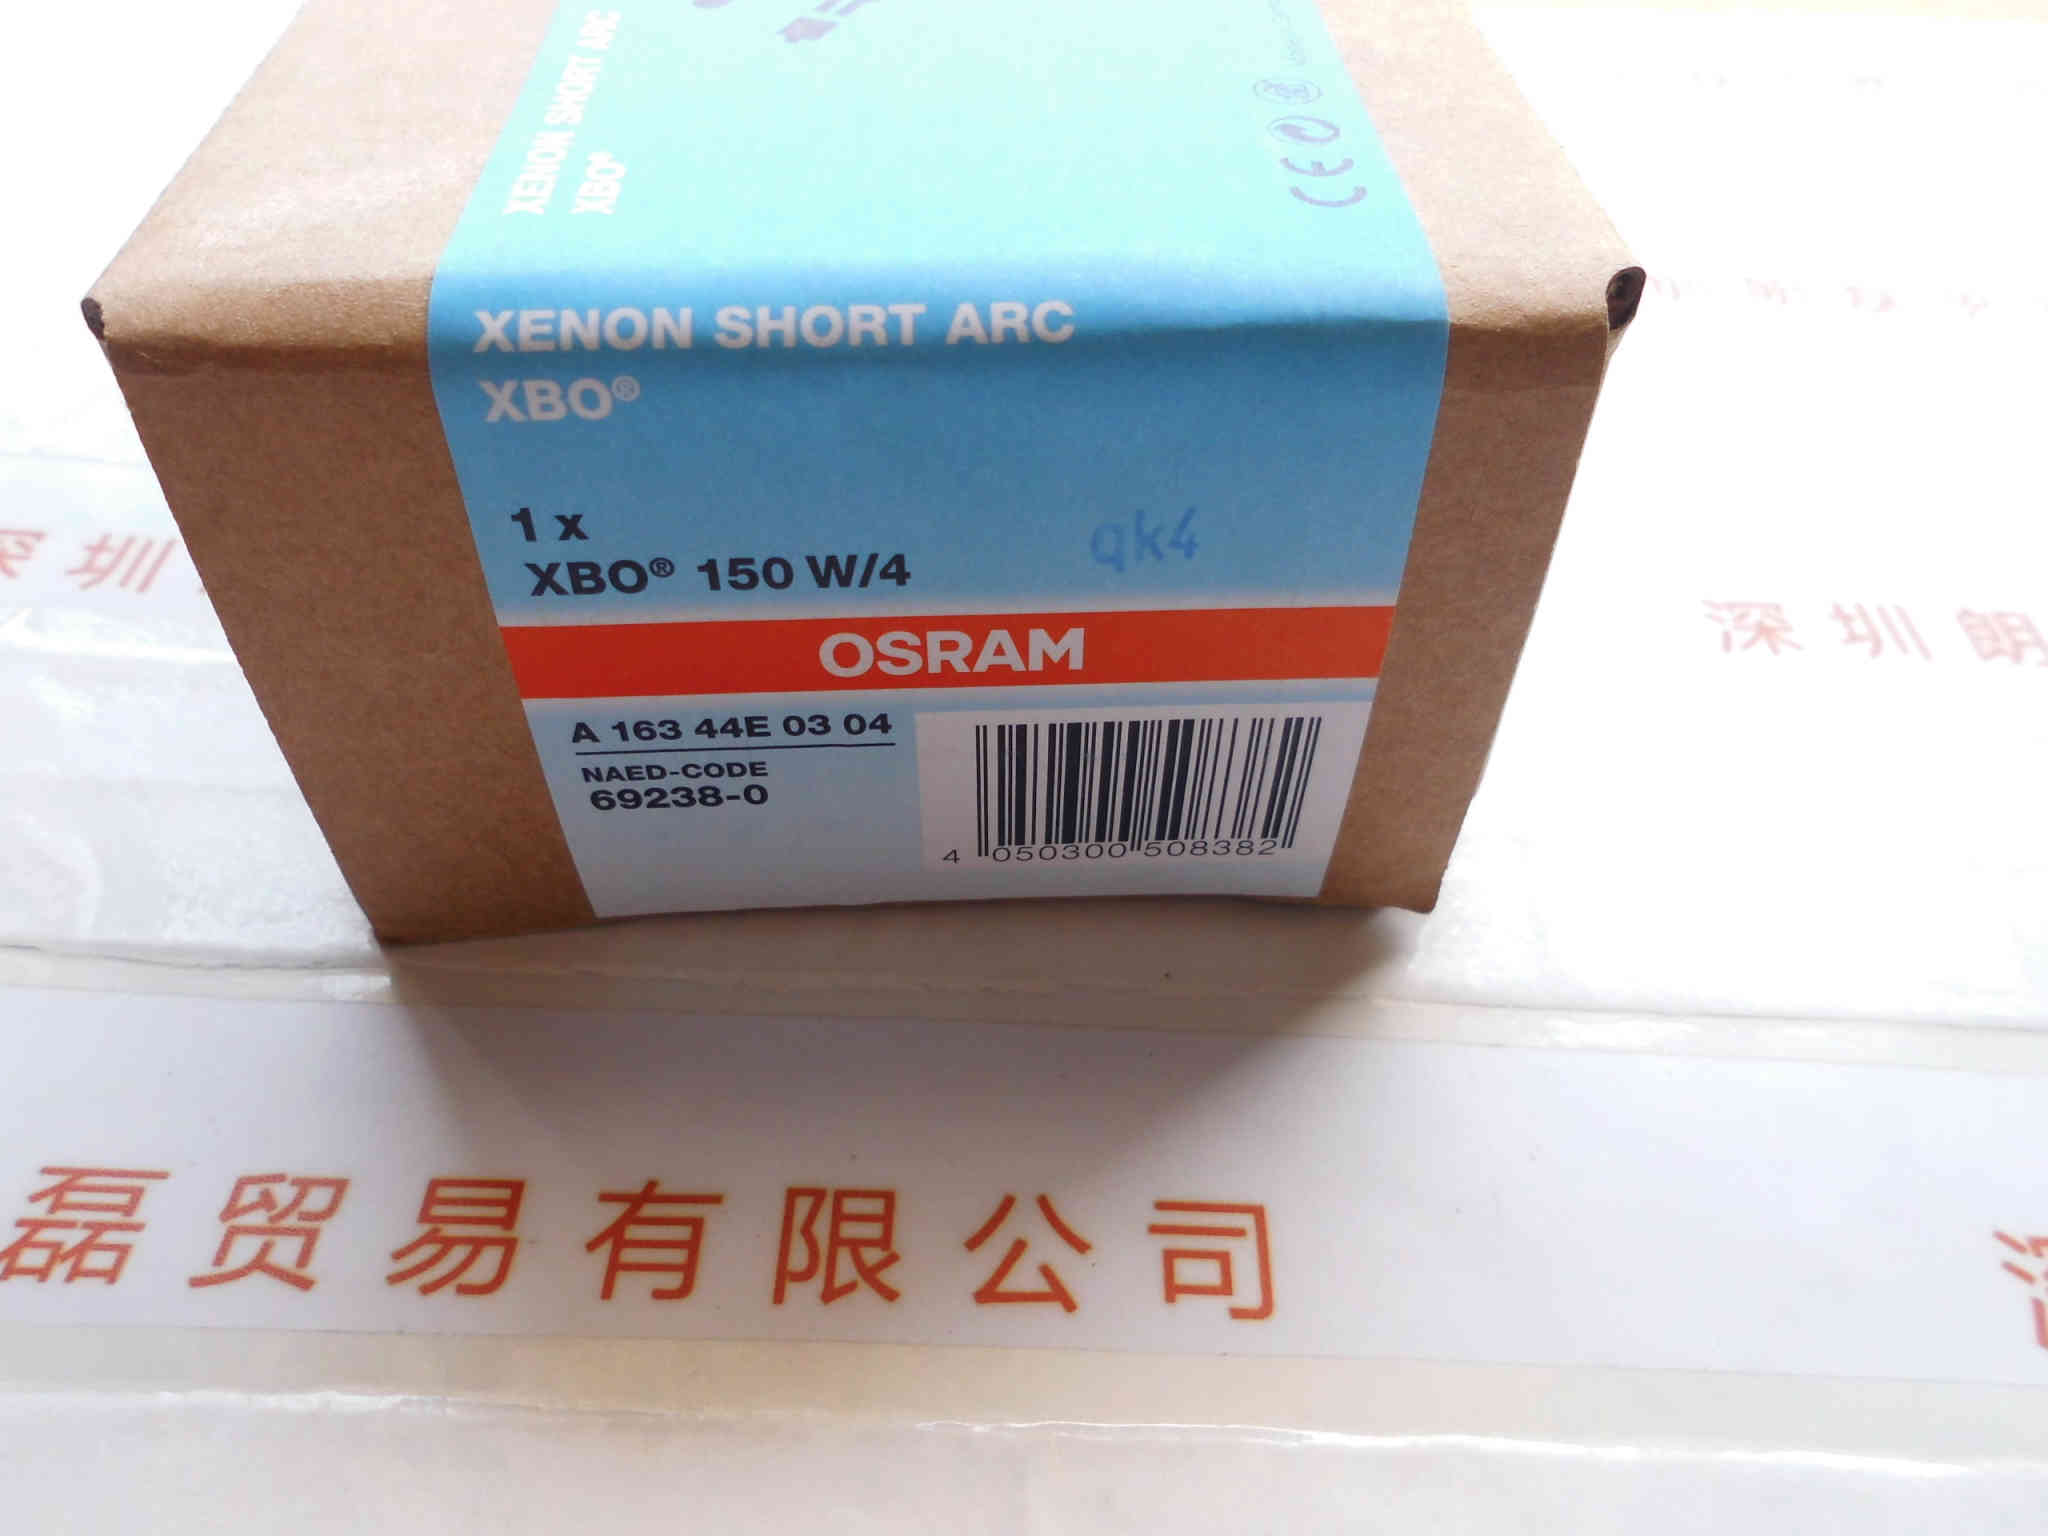 XENON SHORT ARC
XBO®
XENON SHORT ARC
XBO®
1 x
XBO® 150 W/4
qk4
OSRAM
A 163 44E 03 04
NAED-CODE
69238-0
4 050300 508382
深圳
深圳朗
磊贸易有限公司